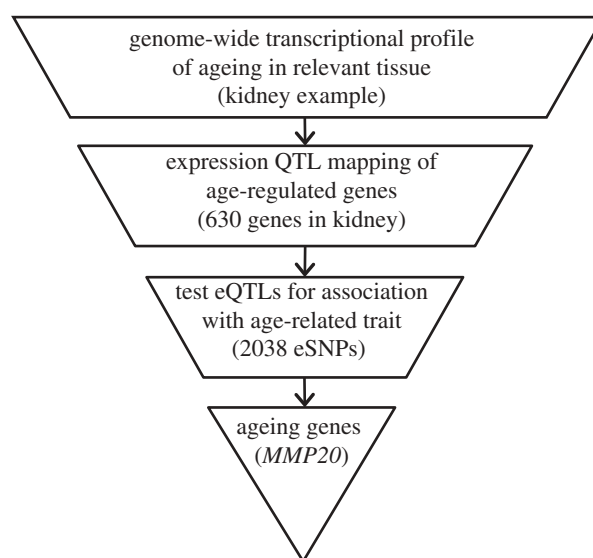 genome-wide transcriptional profile
of ageing in relevant tissue
(kidney example)
expression QTL mapping of
age-regulated genes
(630 genes in kidney)
test eQTLs for association
with age-related trait
(2038 eSNPs)
ageing genes
(MMP20)